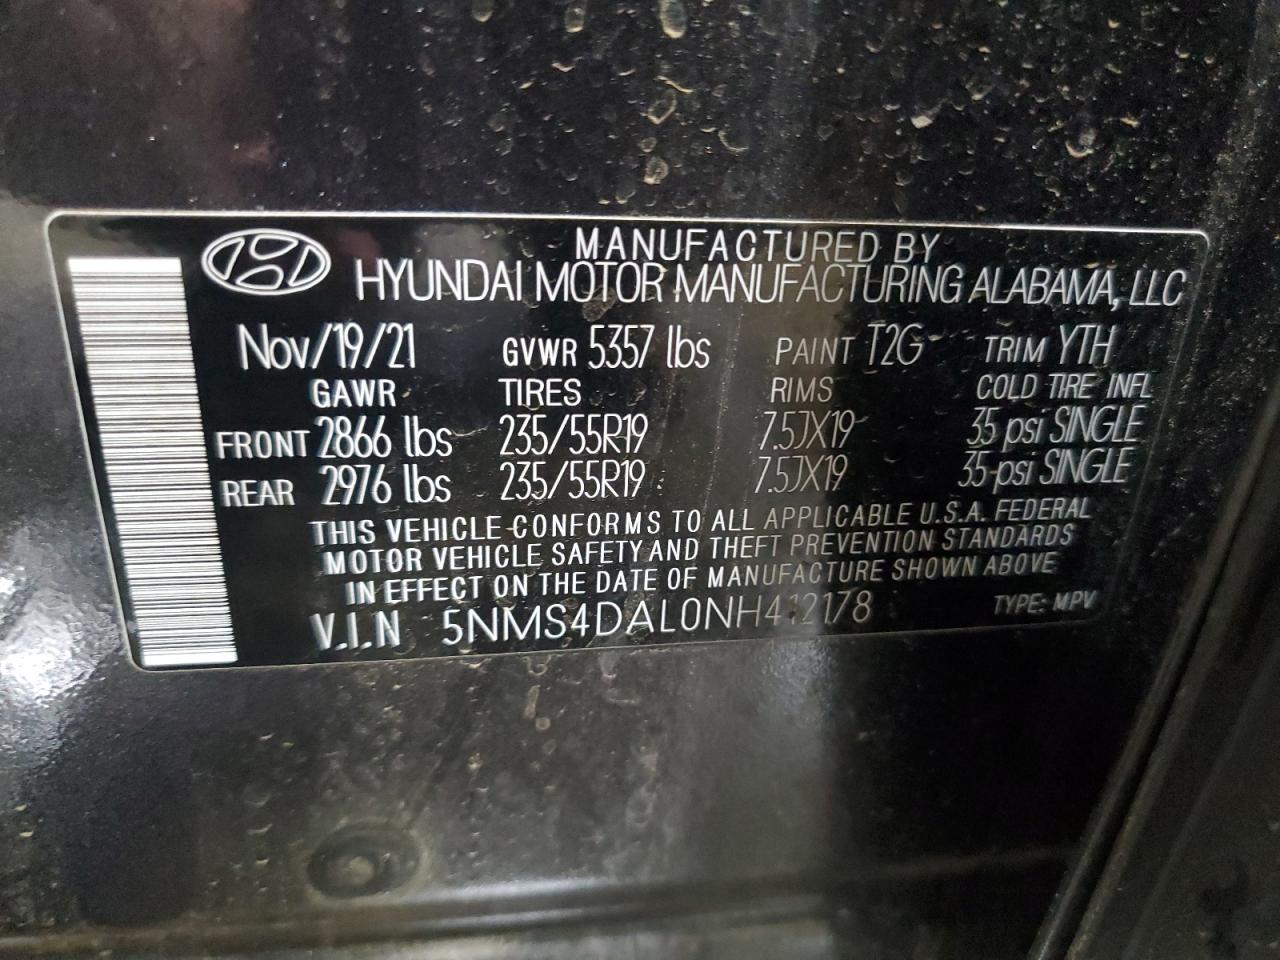 MANUFACTURED BY
HYUNDAI MOTOR MANUFACTURING ALABAMA, LLC
Nov/19/21 GVWR 5357 lbs PAINT T2G TRIM YTH
GAWR TIRES RIMS COLD TIRE INFL
FRONT 2866 lbs 235/55R19 7.5JX19 35 psi SINGLE
REAR 2976 lbs 235/55R19 7.5JX19 35 psi SINGLE
THIS VEHICLE CONFORMS TO ALL APPLICABLE U.S.A. FEDERAL
MOTOR VEHICLE SAFETY AND THEFT PREVENTION STANDARDS
IN EFFECT ON THE DATE OF MANUFACTURE SHOWN ABOVE
V.I.N 5NMS4DAL0NH412178 TYPE: MPV